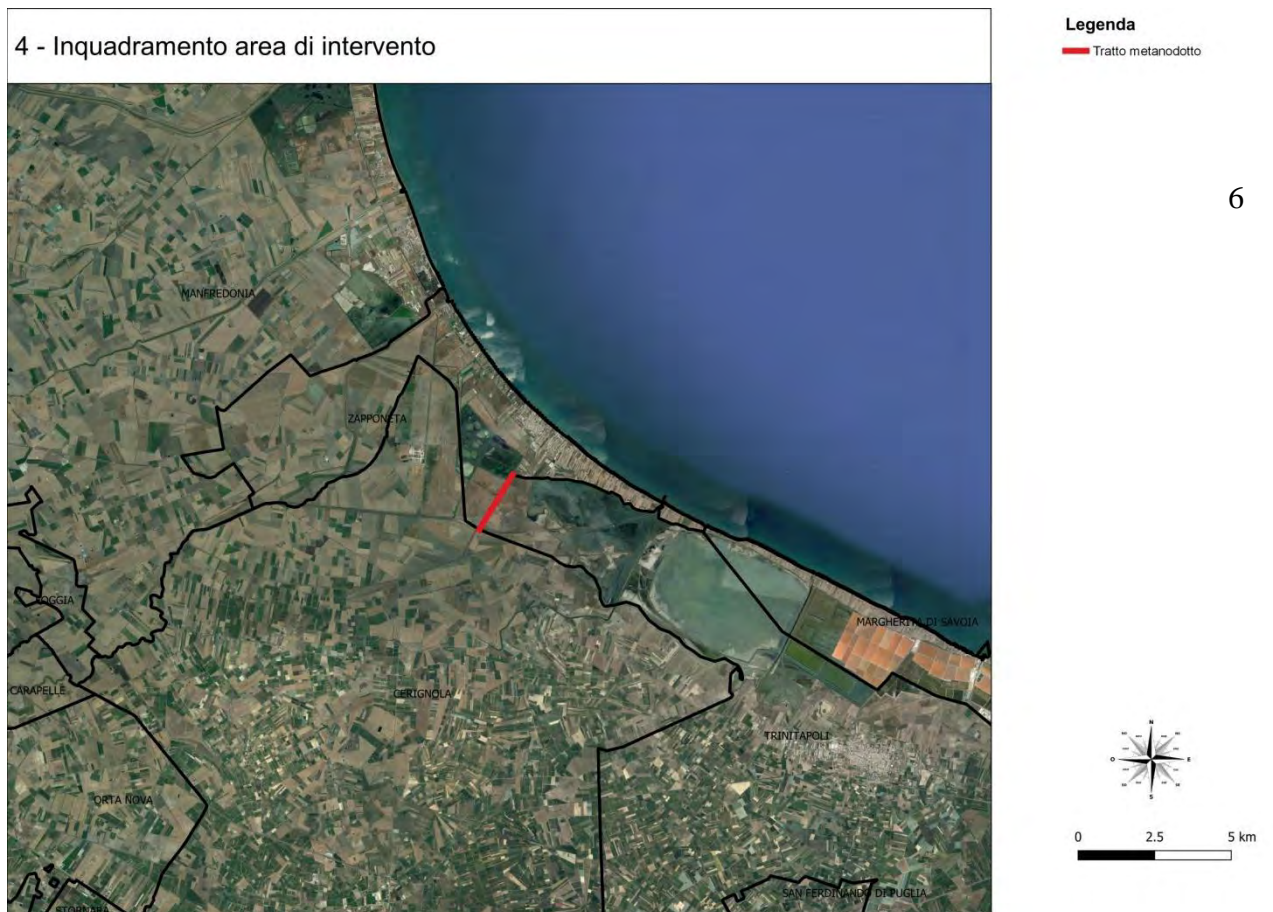 4 - Inquadramento area di intervento
Legenda
Tratto metanodotto
6
MANFREDONIA
ZAPPONETA
FOGGIA
MARGHERITA DI SAVOIA
CARAPELLE
CERIGNOLA
TRINITAPOLI
ORTA NOVA
SAN FERDINANDO DI PUGLIA
STORNARA
N
O
E
S
0 2.5 5 km